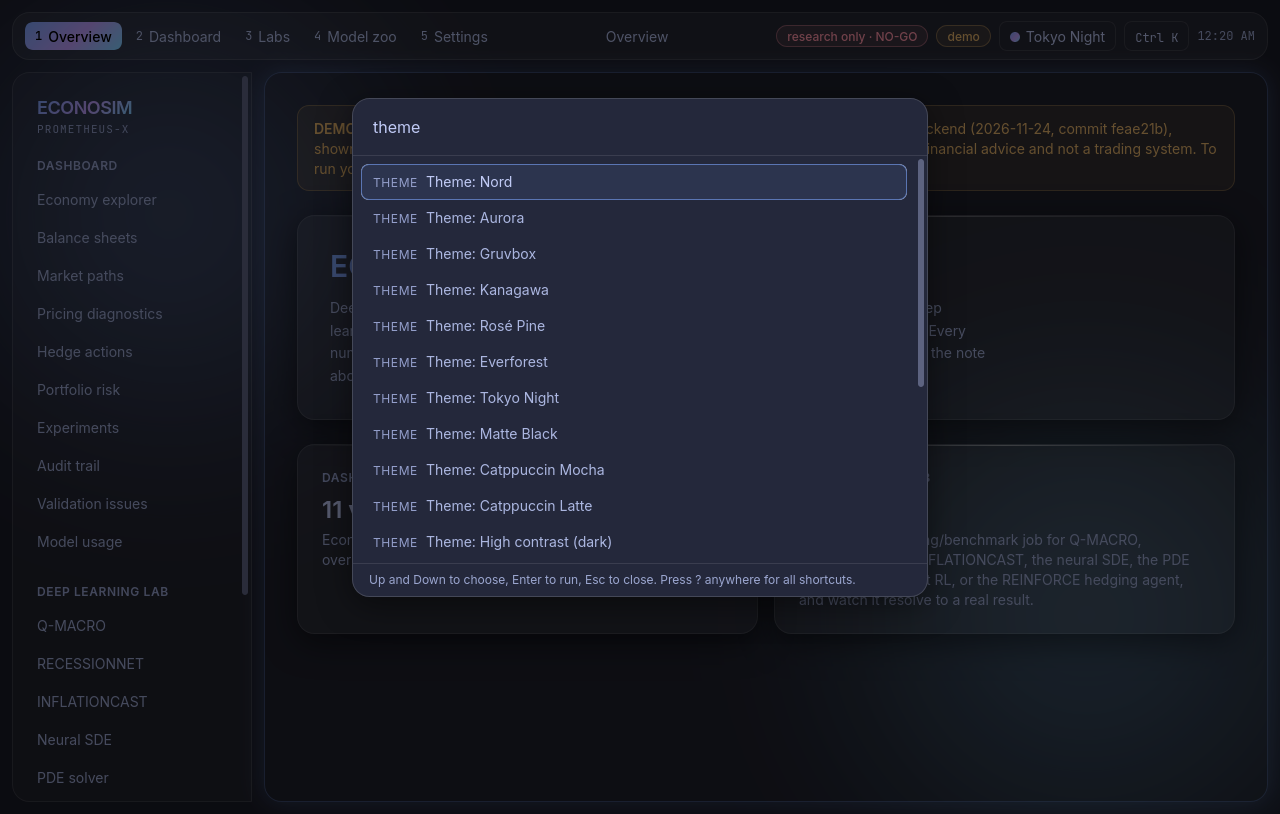 1 Overview
2 Dashboard
3 Labs
4 Model zoo
5 Settings
Overview
research only · NO-GO
demo
Tokyo Night
Ctrl K
12:20 AM
ECONOSIM
PROMETHEUS-X
DASHBOARD
Economy explorer
Balance sheets
Market paths
Pricing diagnostics
Hedge actions
Portfolio risk
Experiments
Audit trail
Validation issues
Model usage
DEEP LEARNING LAB
Q-MACRO
RECESSIONNET
INFLATIONCAST
Neural SDE
PDE solver
(2026-11-24, commit feae21b),
financial advice and not a trading system. To
run
Every
the note
11
theme
THEME Theme: Nord
THEME Theme: Aurora
THEME Theme: Gruvbox
THEME Theme: Kanagawa
THEME Theme: Rosé Pine
THEME Theme: Everforest
THEME Theme: Tokyo Night
THEME Theme: Matte Black
THEME Theme: Catppuccin Mocha
THEME Theme: Catppuccin Latte
THEME Theme: High contrast (dark)
Up and Down to choose, Enter to run, Esc to close. Press ? anywhere for all shortcuts.
job for Q-MACRO,
the neural SDE, the PDE
RL, or the REINFORCE hedging agent,
and watch it resolve to a real result.